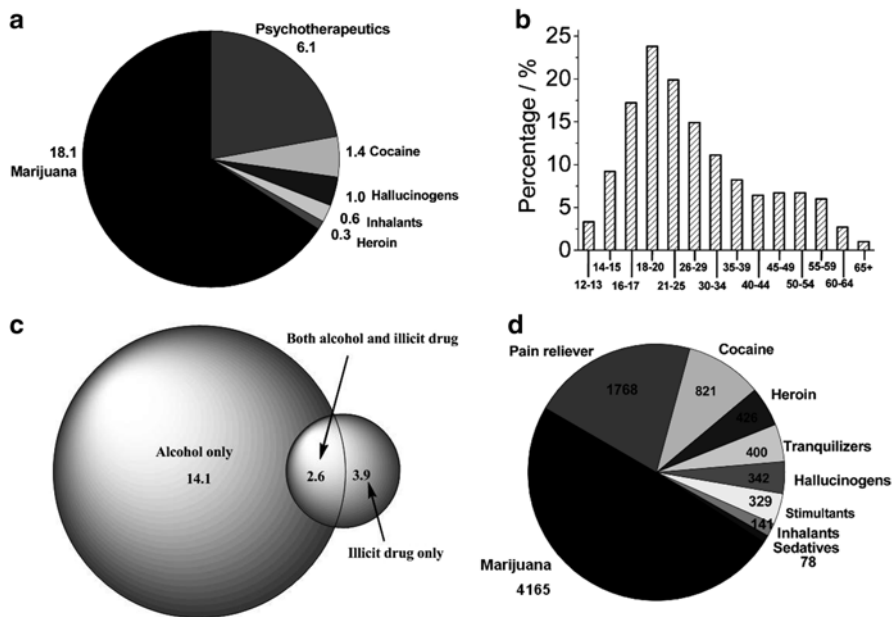 a
Psychotherapeutics
6.1
1.4 Cocaine
1.0 Hallucinogens
0.6 Inhalants
0.3 Heroin
18.1
Marijuana
b
Percentage / %
25
20
15
10
5
0
14-15 18-20 26-29 35-39 45-49 55-59 65+
12-13 16-17 21-25 30-34 40-44 50-54 60-64
c
Both alcohol and illicit drug
Alcohol only
14.1
2.6
3.9
Illicit drug only
d
Pain reliever
1768
Cocaine
821
Heroin
426
Tranquilizers
400
Hallucinogens
342
Stimultants
329
Inhalants
141
Sedatives
78
Marijuana
4165